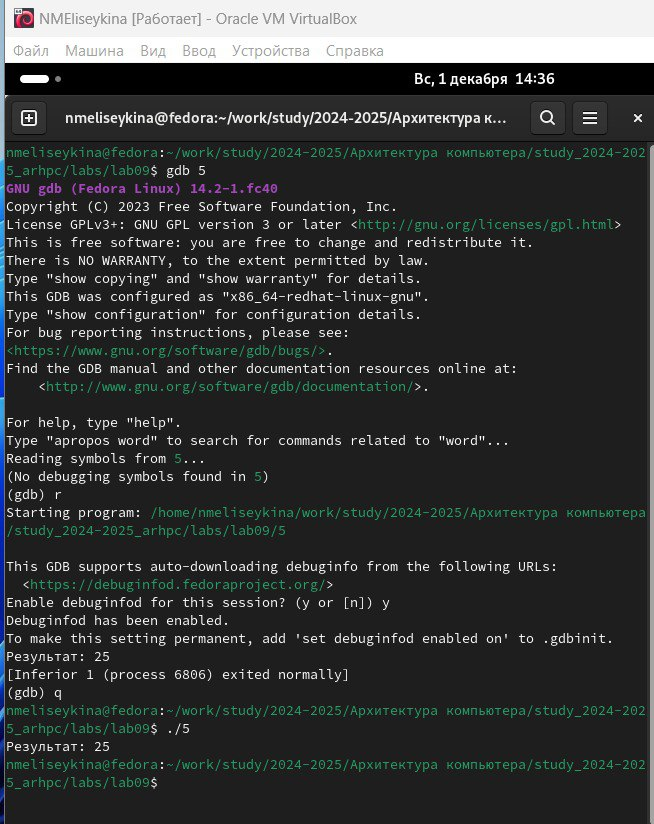 NMEliseykina [Работает] - Oracle VM VirtualBox
Файл Машина Вид Ввод Устройства Справка
Вс, 1 декабря 14:36
nmeliseykina@fedora:~/work/study/2024-2025/Архитектура к...
nmeliseykina@fedora:~/work/study/2024-2025/Архитектура компьютера/study_2024-202
5_arhpc/labs/lab09$ gdb 5
GNU gdb (Fedora Linux) 14.2-1.fc40
Copyright (C) 2023 Free Software Foundation, Inc.
License GPLv3+: GNU GPL version 3 or later <http://gnu.org/licenses/gpl.html>
This is free software: you are free to change and redistribute it.
There is NO WARRANTY, to the extent permitted by law.
Type "show copying" and "show warranty" for details.
This GDB was configured as "x86_64-redhat-linux-gnu".
Type "show configuration" for configuration details.
For bug reporting instructions, please see:
<https://www.gnu.org/software/gdb/bugs/>.
Find the GDB manual and other documentation resources online at:
    <http://www.gnu.org/software/gdb/documentation/>.
For help, type "help".
Type "apropos word" to search for commands related to "word"...
Reading symbols from 5...
(No debugging symbols found in 5)
(gdb) r
Starting program: /home/nmeliseykina/work/study/2024-2025/Архитектура компьютера
/study_2024-2025_arhpc/labs/lab09/5
This GDB supports auto-downloading debuginfo from the following URLs:
  <https://debuginfod.fedoraproject.org/>
Enable debuginfod for this session? (y or [n]) y
Debuginfod has been enabled.
To make this setting permanent, add 'set debuginfod enabled on' to .gdbinit.
Результат: 25
[Inferior 1 (process 6806) exited normally]
(gdb) q
nmeliseykina@fedora:~/work/study/2024-2025/Архитектура компьютера/study_2024-202
5_arhpc/labs/lab09$ ./5
Результат: 25
nmeliseykina@fedora:~/work/study/2024-2025/Архитектура компьютера/study_2024-202
5_arhpc/labs/lab09$